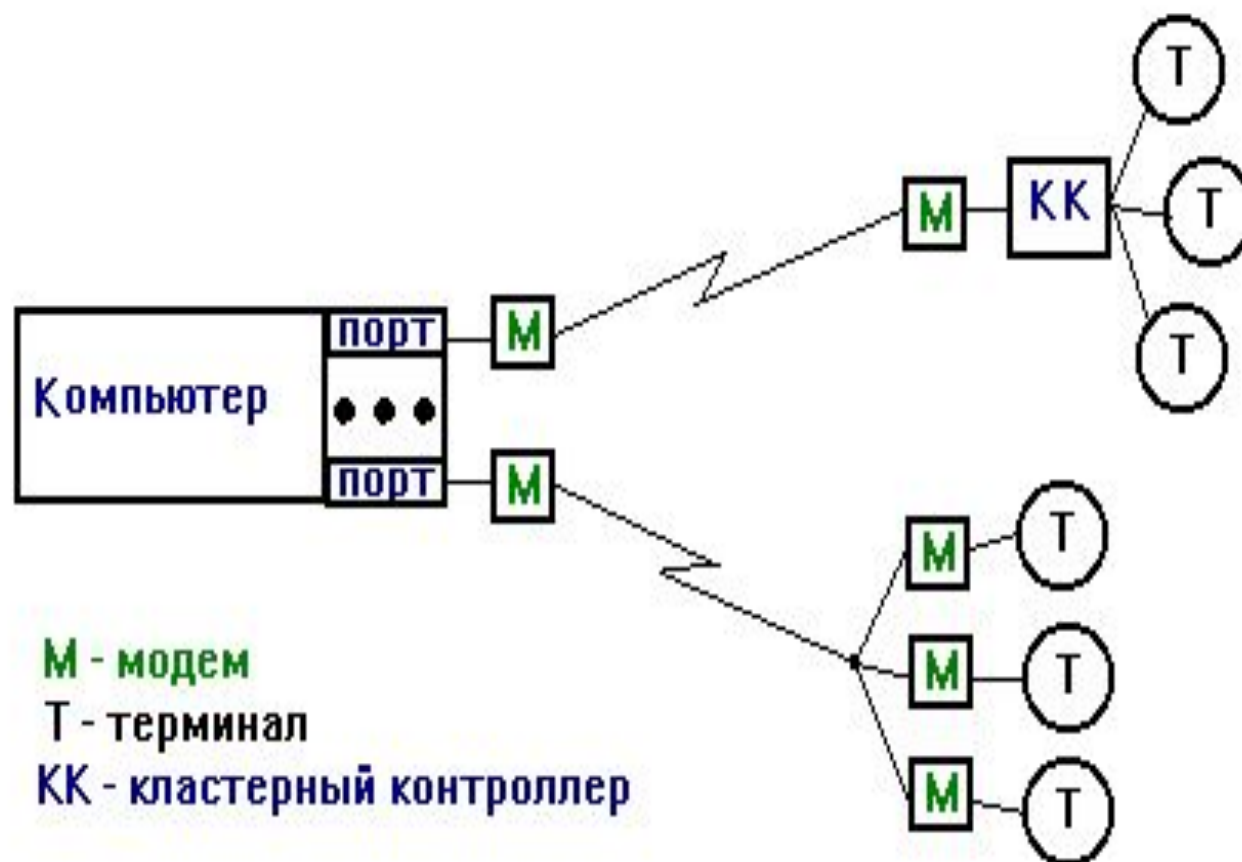 Т
М
КК
Т
Т
порт
М
Компьютер
порт
М
М
Т
М
Т
М
Т
М - модем
Т - терминал
КК - кластерный контроллер